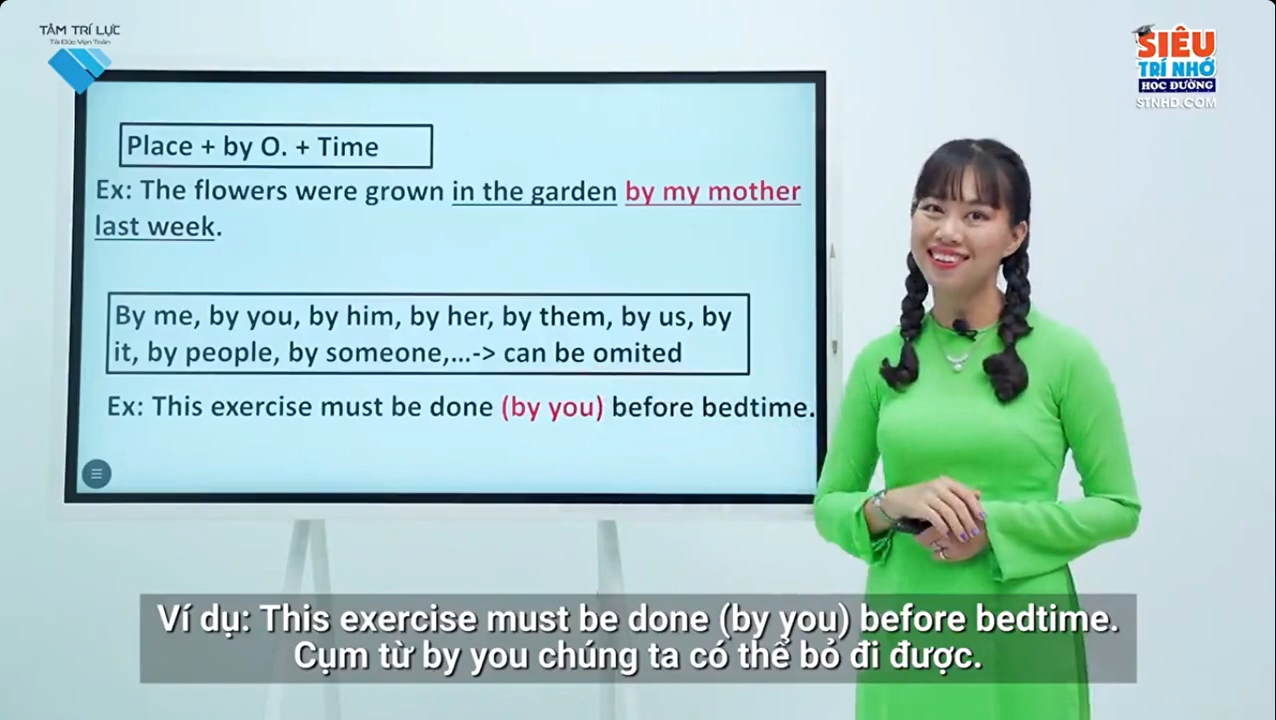 TÂM TRÍ LỰC
Tài Đức Vẹn Toàn
SIÊU
TRÍ NHỚ
HỌC ĐƯỜNG
STNHD.COM
Place + by O. + Time
Ex: The flowers were grown in the garden by my mother
last week.
By me, by you, by him, by her, by them, by us, by
it, by people, by someone,...-> can be omited
Ex: This exercise must be done (by you) before bedtime.
Ví dụ: This exercise must be done (by you) before bedtime.
Cụm từ by you chúng ta có thể bỏ đi được.